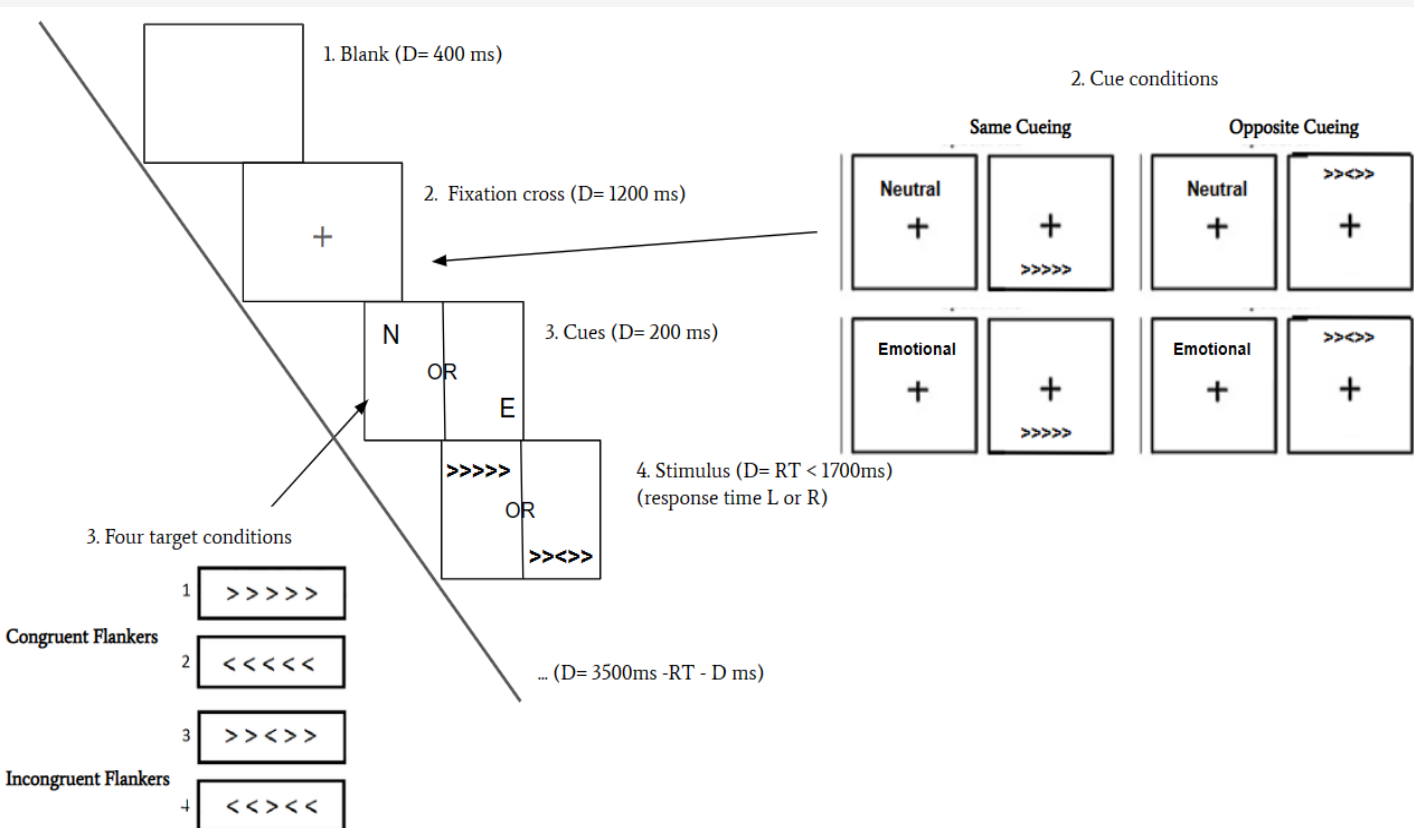 1. Blank (D= 400 ms)
2. Fixation cross (D= 1200 ms)
+
3. Cues (D= 200 ms)
N
OR
E
4. Stimulus (D= RT < 1700ms)
(response time L or R)
>>>>>
OR
>><>>
... (D= 3500ms -RT - D ms)
2. Cue conditions
Same Cueing
Opposite Cueing
Neutral
+
+
>>>>>
Neutral
+
>><>>
+
Emotional
+
+
>>>>>
Emotional
+
>><>>
+
3. Four target conditions
Congruent Flankers
1
> > > > >
2
< < < < <
Incongruent Flankers
3
> > < > >
4
< < > < <